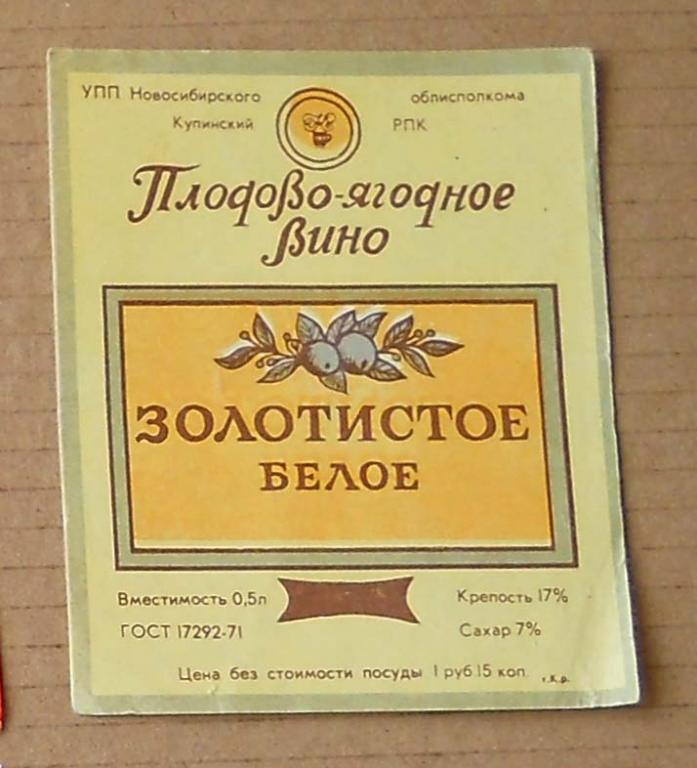 УПП Новосибирского облисполкома
Купинский РПК
Плодово-ягодное
вино
ЗОЛОТИСТОЕ
БЕЛОЕ
Вместимость 0,5л Крепость 17%
ГОСТ 17292-71 Сахар 7%
Цена без стоимости посуды 1 руб 15 коп. г.К.р.